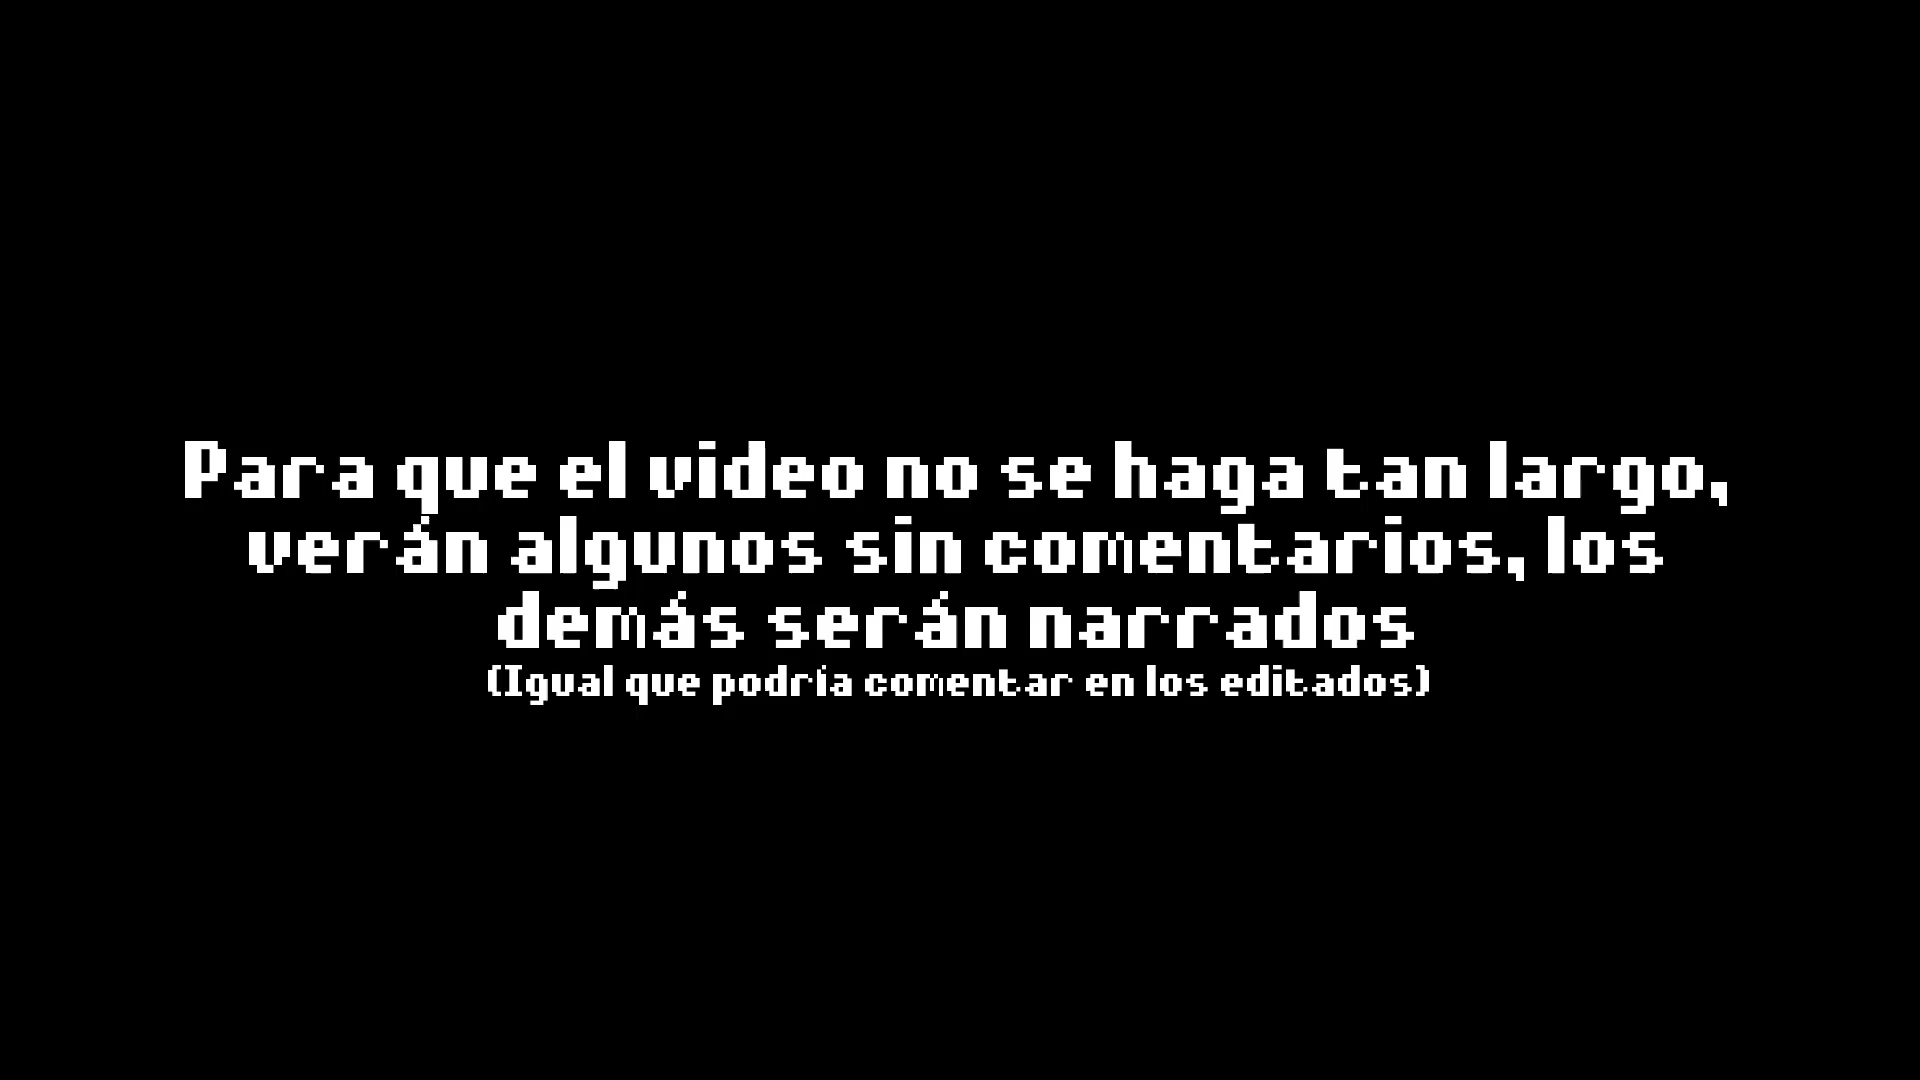 Para que el video no se haga tan largo,
verán algunos sin comentarios, los
demás serán narrados
(Igual que podría comentar en los editados)